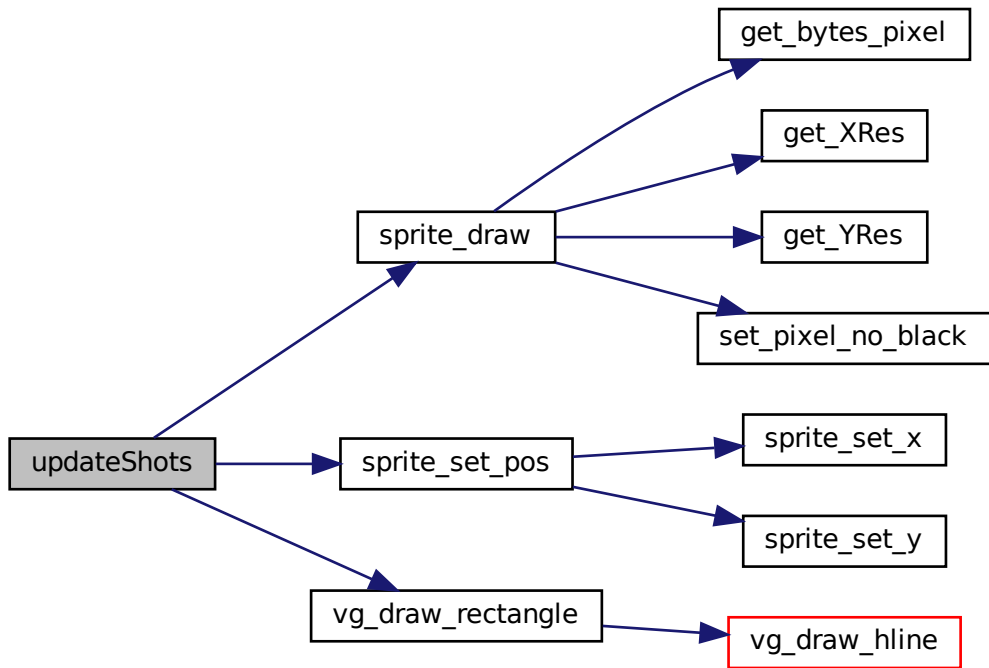 get_bytes_pixel
get_XRes
sprite_draw
get_YRes
set_pixel_no_black
updateShots
sprite_set_pos
sprite_set_x
sprite_set_y
vg_draw_rectangle
vg_draw_hline